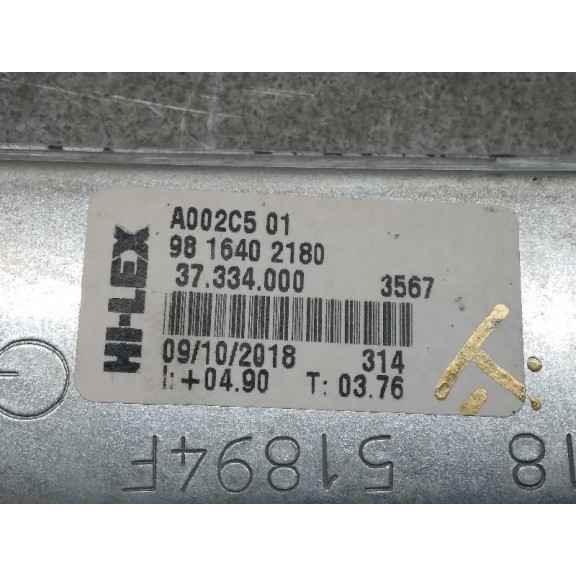 HI-LEX
A002C5 01
98 1640 2180
37.334.000 3567
09/10/2018 314
I: +04.90 T: 03.76
18 51894F